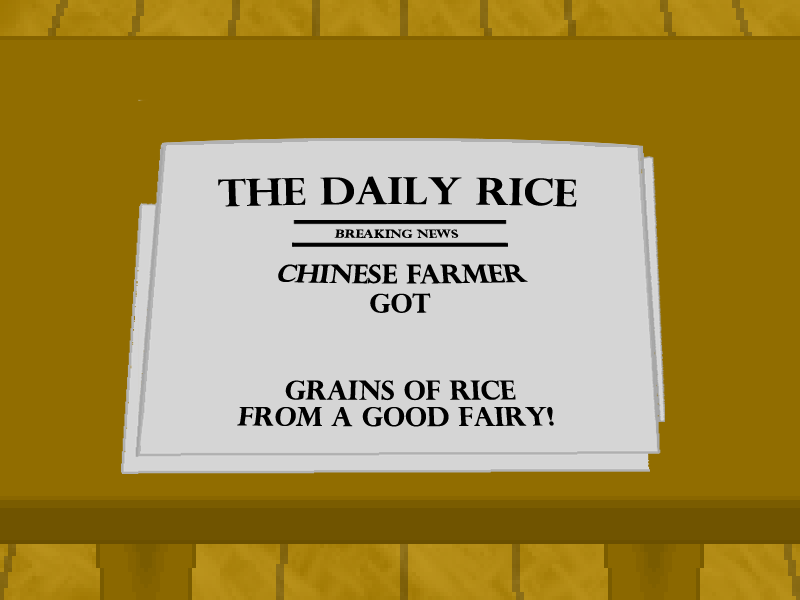 THE DAILY RICE
BREAKING NEWS
CHINESE FARMER
GOT
GRAINS OF RICE
FROM A GOOD FAIRY!